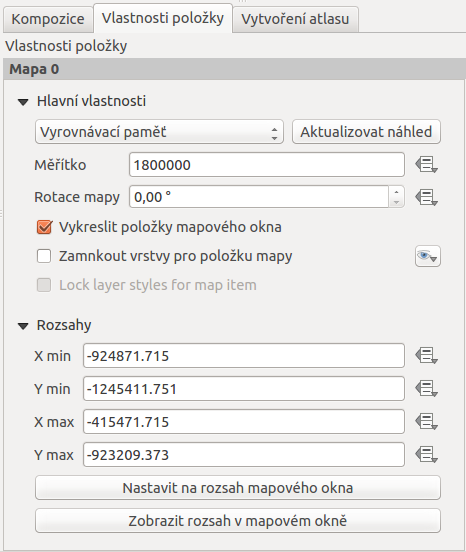 Kompozice Vlastnosti položky Vytvoření atlasu
Vlastnosti položky
Mapa 0
Hlavní vlastnosti
Vyrovnávací paměť Aktualizovat náhled
Měřítko 1800000
Rotace mapy 0,00 °
Vykreslit položky mapového okna
Zamnkout vrstvy pro položku mapy
Lock layer styles for map item
Rozsahy
X min -924871.715
Y min -1245411.751
X max -415471.715
Y max -923209.373
Nastavit na rozsah mapového okna
Zobrazit rozsah v mapovém okně